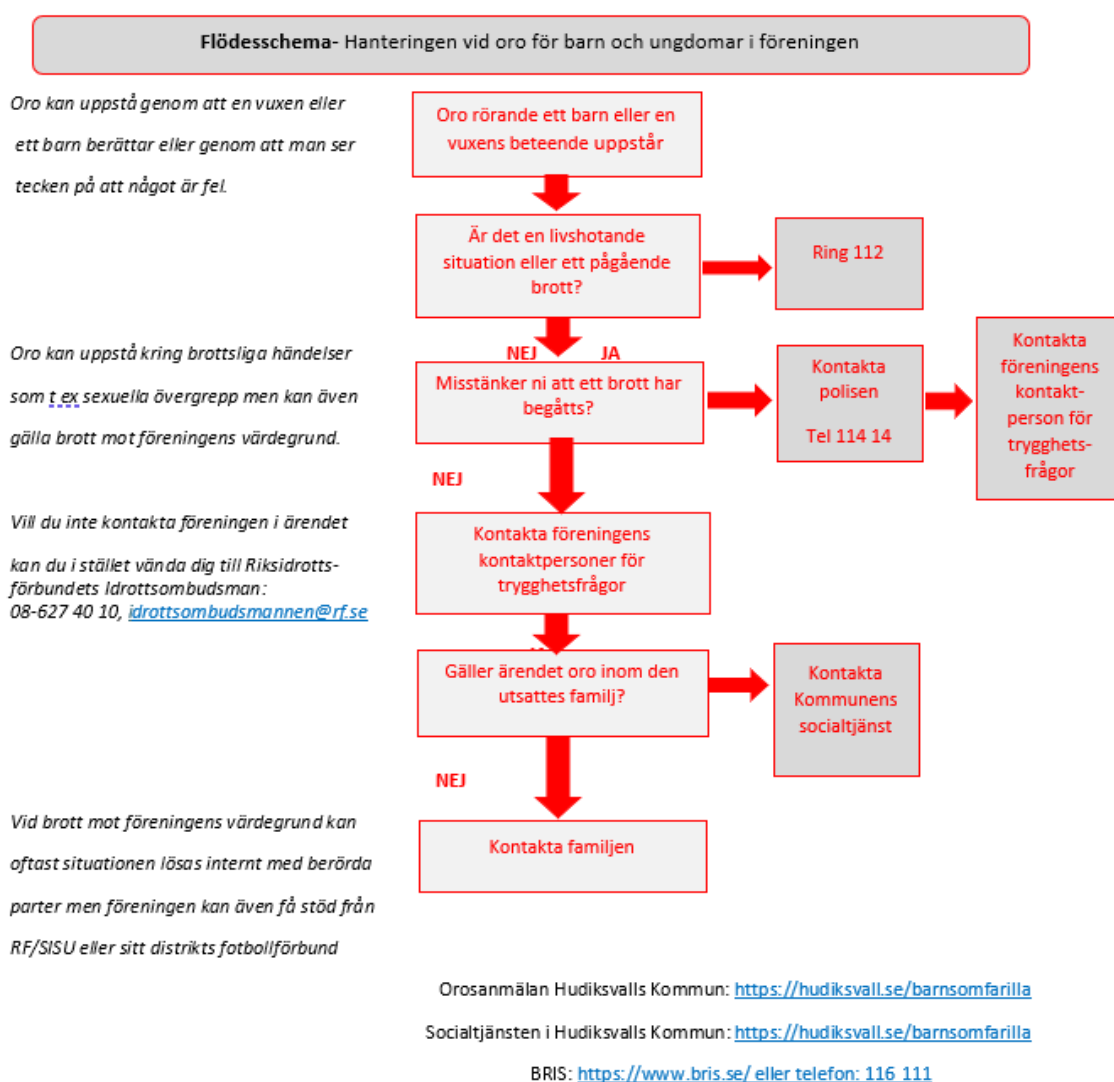 Flödesschema- Hanteringen vid oro för barn och ungdomar i föreningen
Oro kan uppstå genom att en vuxen eller
ett barn berättar eller genom att man ser
tecken på att något är fel.
Oro rörande ett barn eller en
vuxens beteende uppstår
Är det en livshotande
situation eller ett pågående
brott?
Ring 112
NEJ JA
Oro kan uppstå kring brottsliga händelser
som t ex sexuella övergrepp men kan även
gälla brott mot föreningens värdegrund.
Misstänker ni att ett brott har
begåtts?
Kontakta
polisen
Tel 114 14
Kontakta
föreningens
kontakt-
person för
trygghets-
frågor
NEJ
Vill du inte kontakta föreningen i ärendet
kan du i stället vända dig till Riksidrotts-
förbundets Idrottsombudsman:
08-627 40 10, idrottsombudsmannen@rf.se
Kontakta föreningens
kontaktpersoner för
trygghetsfrågor
Gäller ärendet oro inom den
utsattes familj?
Kontakta
Kommunens
socialtjänst
NEJ
Vid brott mot föreningens värdegrund kan
oftast situationen lösas internt med berörda
parter men föreningen kan även få stöd från
RF/SISU eller sitt distrikts fotbollförbund
Kontakta familjen
Orosanmälan Hudiksvalls Kommun: https://hudiksvall.se/barnsomfarilla
Socialtjänsten i Hudiksvalls Kommun: https://hudiksvall.se/barnsomfarilla
BRIS: https://www.bris.se/ eller telefon: 116 111